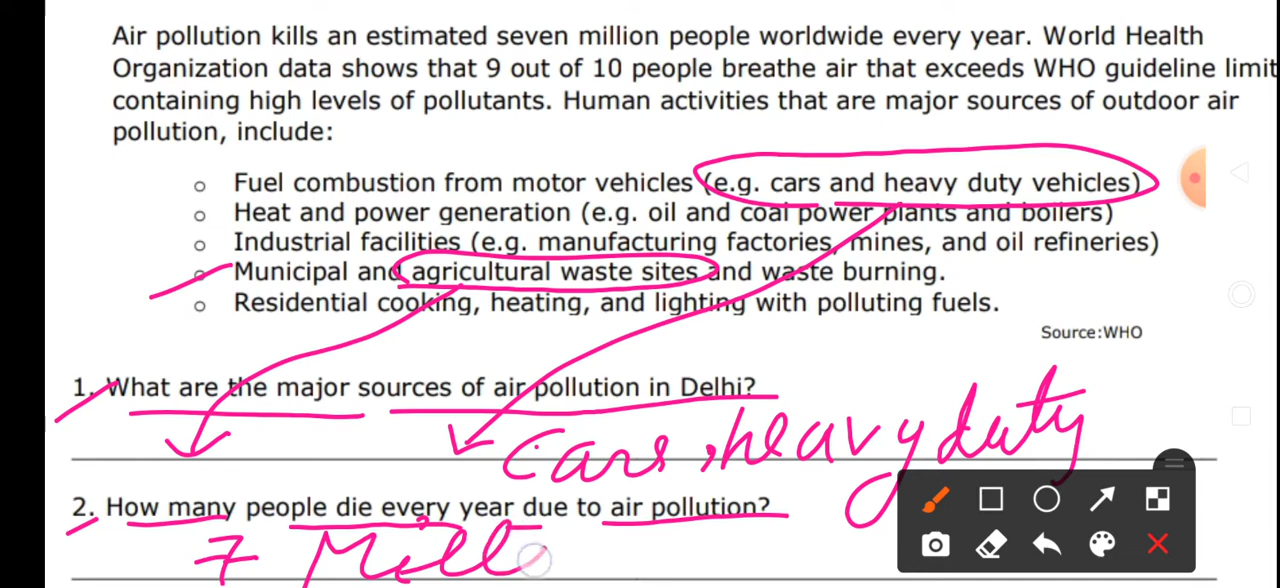 Air pollution kills an estimated seven million people worldwide every year. World Health
Organization data shows that 9 out of 10 people breathe air that exceeds WHO guideline limit
containing high levels of pollutants. Human activities that are major sources of outdoor air
pollution, include:
o Fuel combustion from motor vehicles (e.g. cars and heavy duty vehicles)
o Heat and power generation (e.g. oil and coal power plants and boilers)
o Industrial facilities (e.g. manufacturing factories, mines, and oil refineries)
o Municipal and agricultural waste sites and waste burning.
o Residential cooking, heating, and lighting with polluting fuels.
Source:WHO
1. What are the major sources of air pollution in Delhi?
Cars, heavy duty
2. How many people die every year due to air pollution?
7 Mill